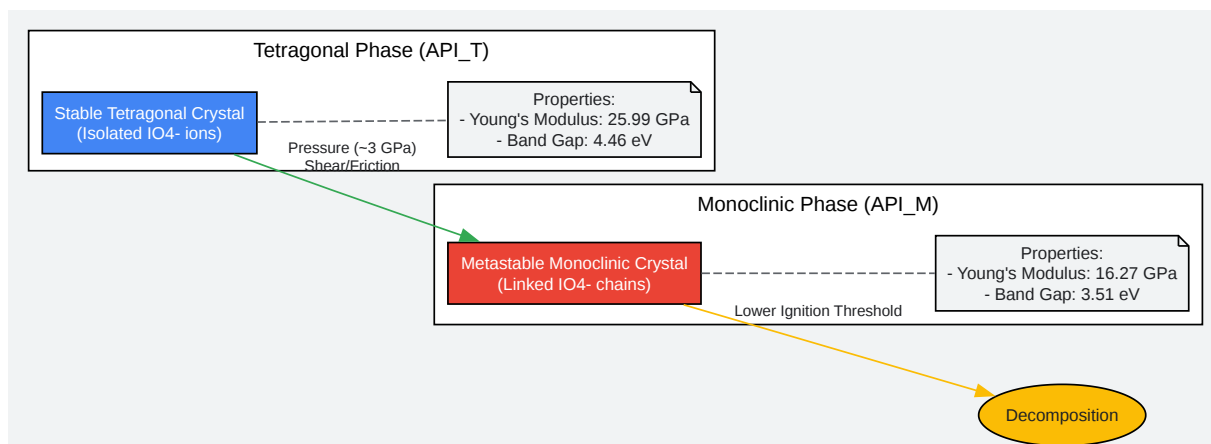 Tetragonal Phase (API_T)
Stable Tetragonal Crystal
(Isolated IO4- ions)
Properties:
- Young's Modulus: 25.99 GPa
- Band Gap: 4.46 eV
Pressure (~3 GPa)
Shear/Friction
Monoclinic Phase (API_M)
Metastable Monoclinic Crystal
(Linked IO4- chains)
Properties:
- Young's Modulus: 16.27 GPa
- Band Gap: 3.51 eV
Lower Ignition Threshold
Decomposition